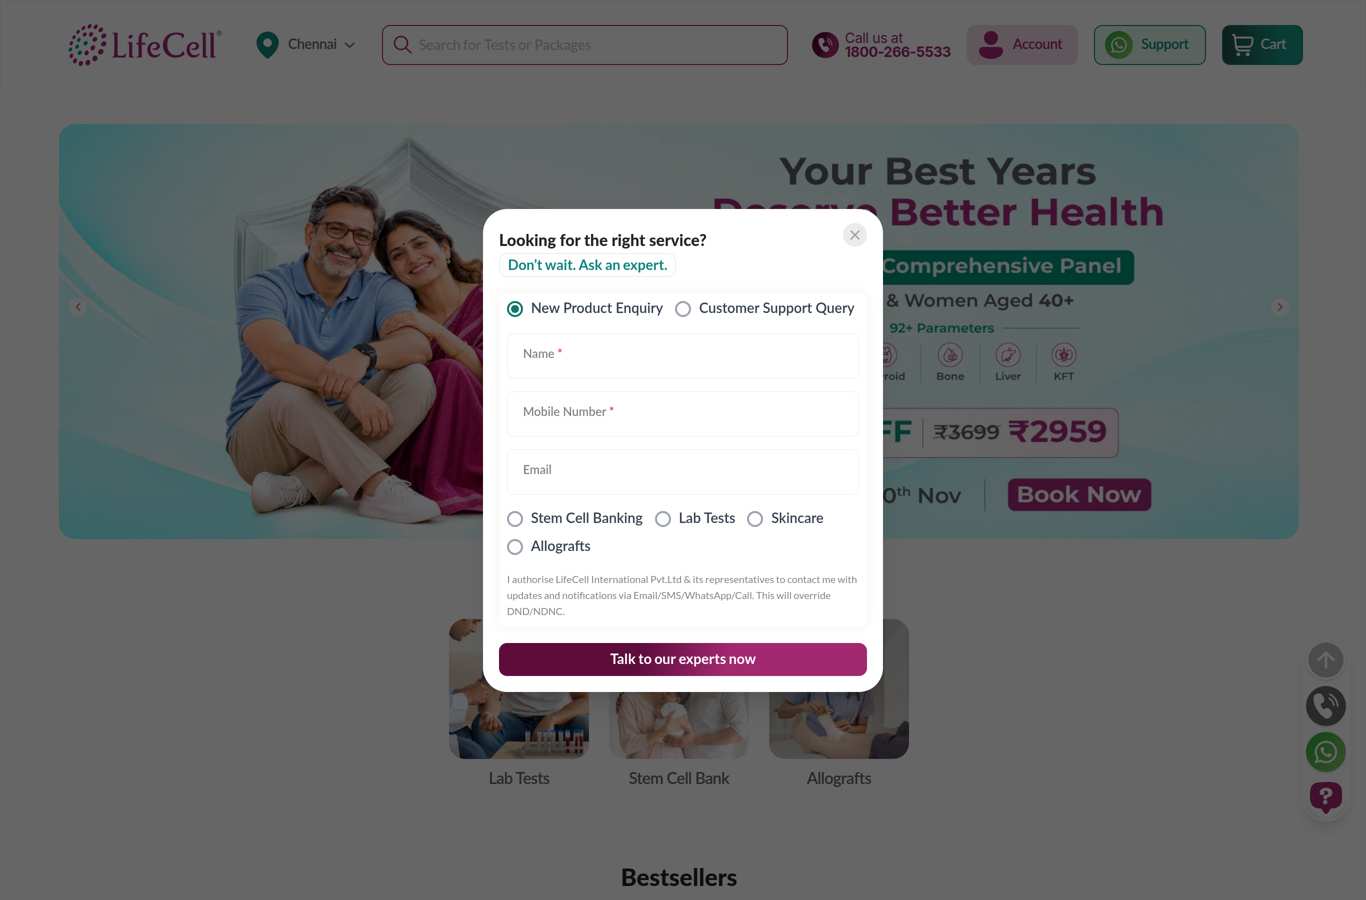 LifeCell®
Chennai
Search for Tests or Packages
Call us at
1800-266-5533
Account
Support
Cart
Your Best Years
Deserve Better Health
Comprehensive Panel
& Women Aged 40+
92+ Parameters
Bone
Liver
KFT
₹3699 ₹2959
Nov
Book Now
Looking for the right service?
Don't wait. Ask an expert.
New Product Enquiry
Customer Support Query
Name *
Mobile Number *
Email
Stem Cell Banking
Lab Tests
Skincare
Allografts
I authorise LifeCell International Pvt.Ltd & its representatives to contact me with
updates and notifications via Email/SMS/WhatsApp/Call. This will override
DND/NDNC.
Talk to our experts now
Lab Tests
Stem Cell Bank
Allografts
Bestsellers